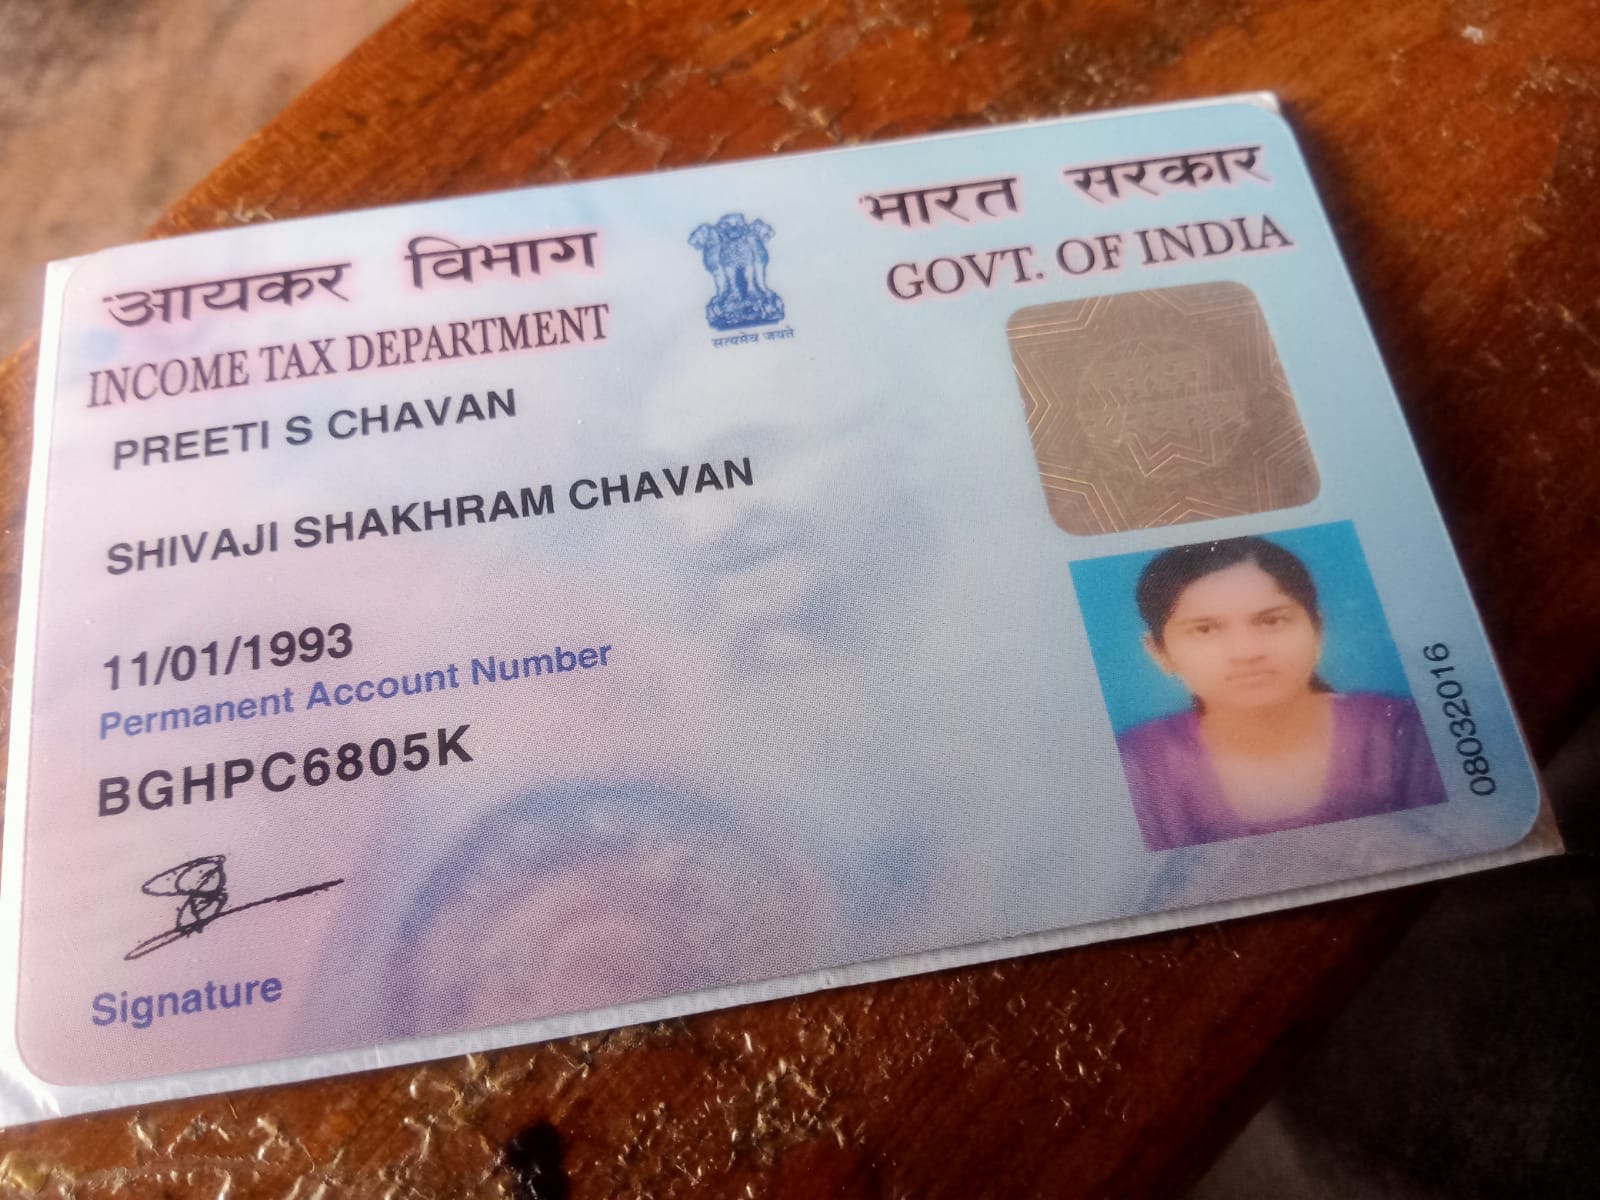 आयकर विभाग
INCOME TAX DEPARTMENT
सत्यमेव जयते
भारत सरकार
GOVT. OF INDIA
PREETI S CHAVAN
SHIVAJI SHAKHRAM CHAVAN
11/01/1993
Permanent Account Number
BGHPC6805K
Signature
08032016